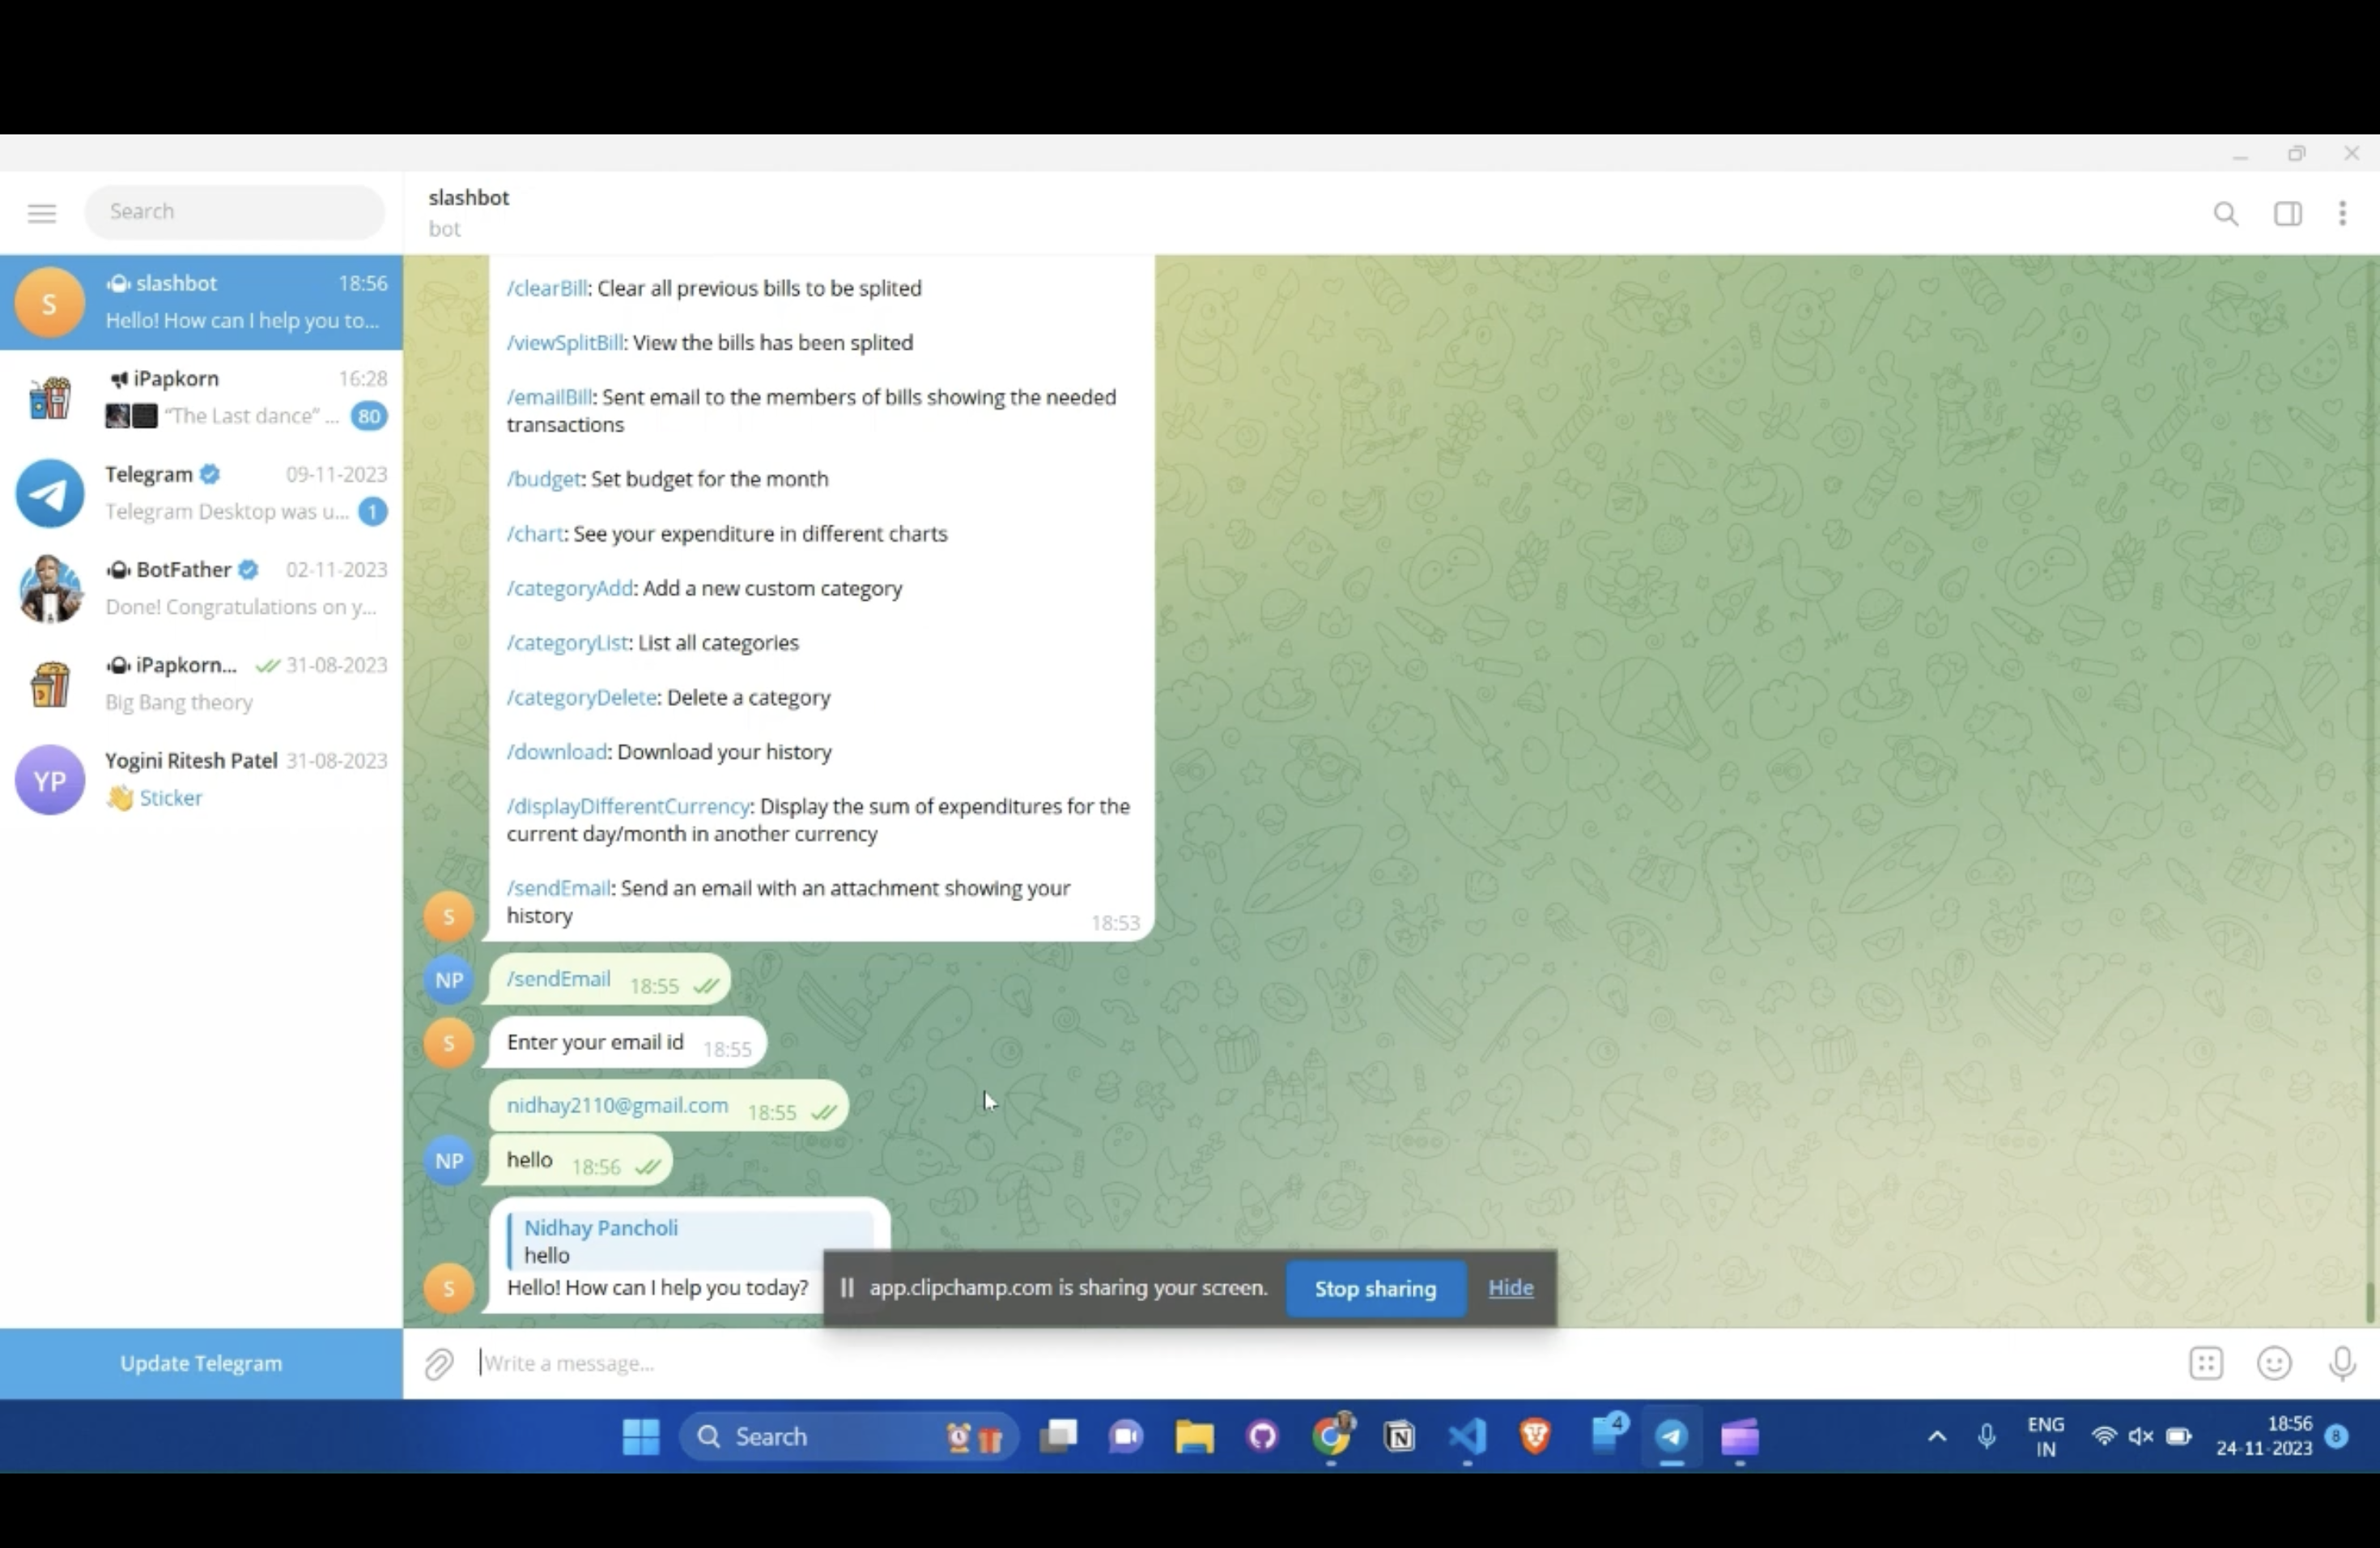 Search
slashbot
bot
S
slashbot
18:56
Hello! How can I help you to...
iPapkorn
16:28
“The Last dance” ...
80
Telegram
09-11-2023
Telegram Desktop was u...
1
BotFather
02-11-2023
Done! Congratulations on y...
iPapkorn...
31-08-2023
Big Bang theory
YP
Yogini Ritesh Patel
31-08-2023
Sticker
Update Telegram
/clearBill: Clear all previous bills to be splited
/viewSplitBill: View the bills has been splited
/emailBill: Sent email to the members of bills showing the needed
transactions
/budget: Set budget for the month
/chart: See your expenditure in different charts
/categoryAdd: Add a new custom category
/categoryList: List all categories
/categoryDelete: Delete a category
/download: Download your history
/displayDifferentCurrency: Display the sum of expenditures for the
current day/month in another currency
/sendEmail: Send an email with an attachment showing your
history
18:53
S
NP
/sendEmail 18:55
S
Enter your email id 18:55
nidhay2110@gmail.com 18:55
NP
hello 18:56
Nidhay Pancholi
hello
S
Hello! How can I help you today?
app.clipchamp.com is sharing your screen.
Stop sharing
Hide
Write a message...
Search
4
ENG
IN
18:56
24-11-2023
8